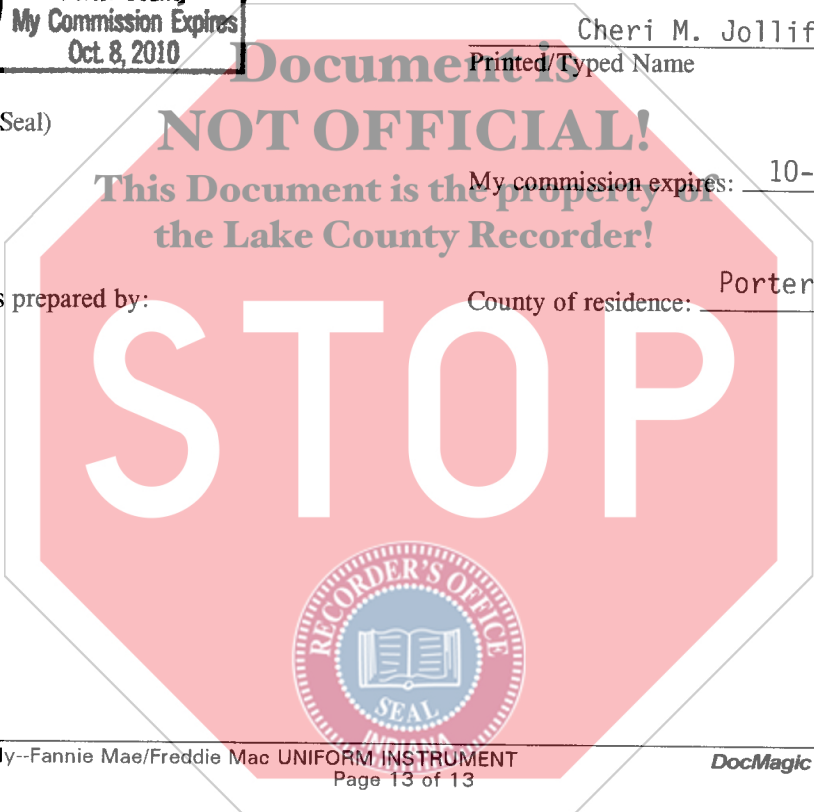 My Commission Expires
Oct. 8, 2010
Cheri M. Jollif
Printed/Typed Name
Document is
NOT OFFICIAL!
Seal)
This Document is the property of
the Lake County Recorder!
My commission expires: 10-
s prepared by:
County of residence: Porter
STOP
RECORDER'S OFFICE
SEAL
INDIANA
ly--Fannie Mae/Freddie Mac UNIFORM INSTRUMENT
DocMagic
Page 13 of 13